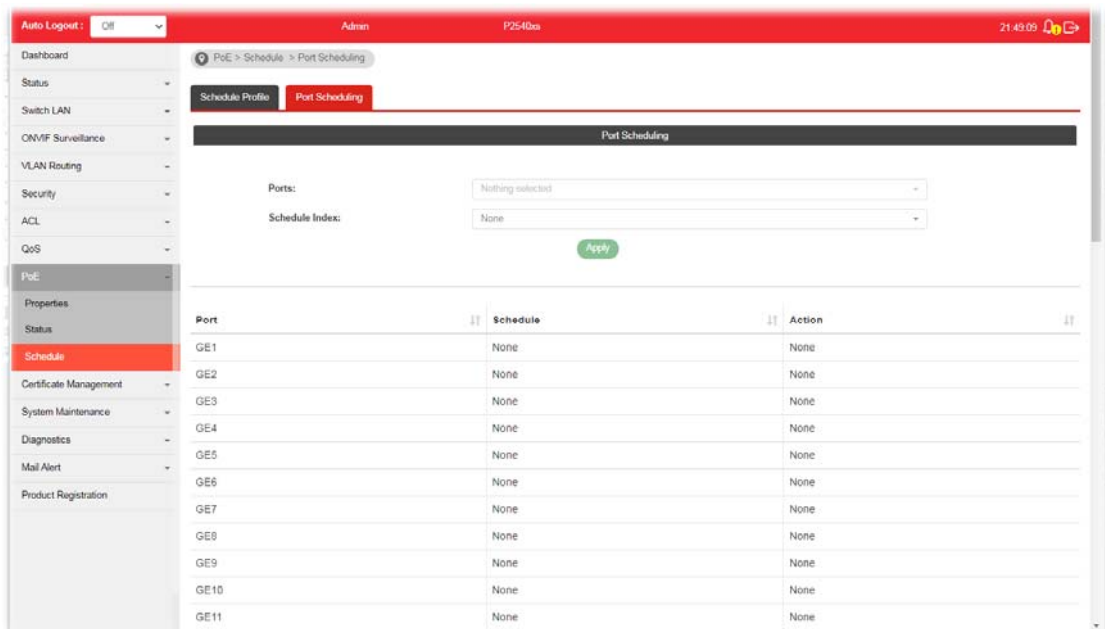 Auto Logout : Off Admin P2540xs 21:49:09
Dashboard
Status
Switch LAN
ONVIF Surveillance
VLAN Routing
Security
ACL
QoS
PoE
Properties
Status
Schedule
Certificate Management
System Maintenance
Diagnostics
Mail Alert
Product Registration
PoE > Schedule > Port Scheduling
Schedule Profile Port Scheduling
Port Scheduling
Ports: Nothing selected
Schedule Index: None
Apply
Port Schedule Action
GE1 None None
GE2 None None
GE3 None None
GE4 None None
GE5 None None
GE6 None None
GE7 None None
GE8 None None
GE9 None None
GE10 None None
GE11 None None